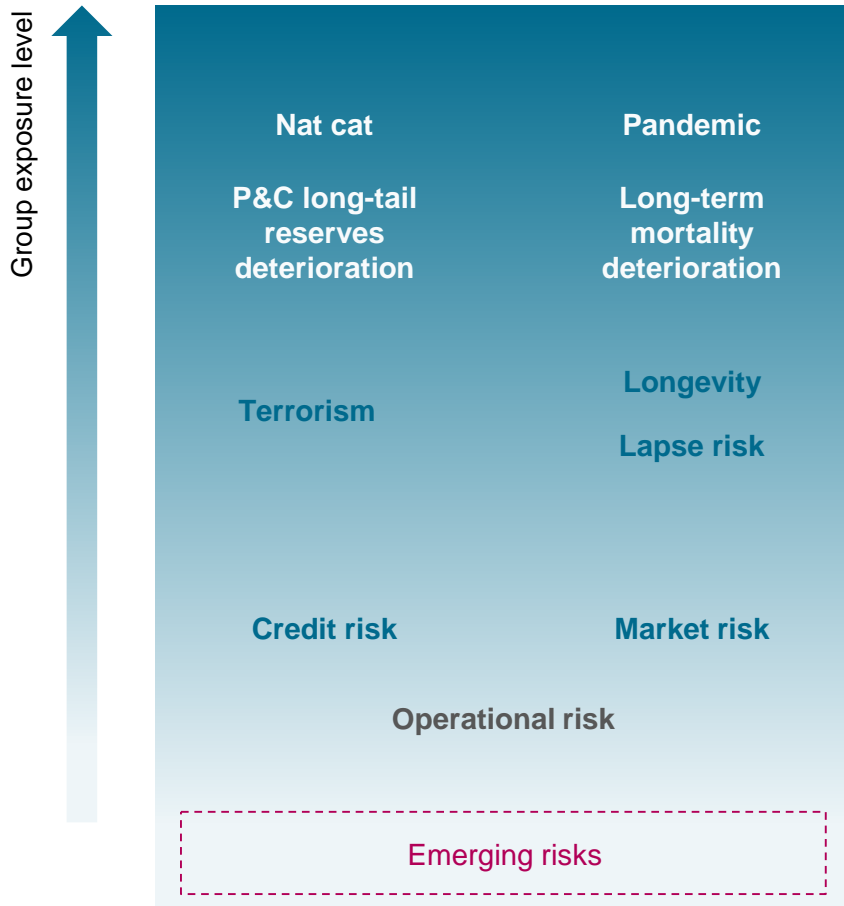 Group exposure level
Nat cat
Pandemic
P&C long-tail
reserves
deterioration
Long-term
mortality
deterioration
Terrorism
Longevity
Lapse risk
Credit risk
Market risk
Operational risk
Emerging risks